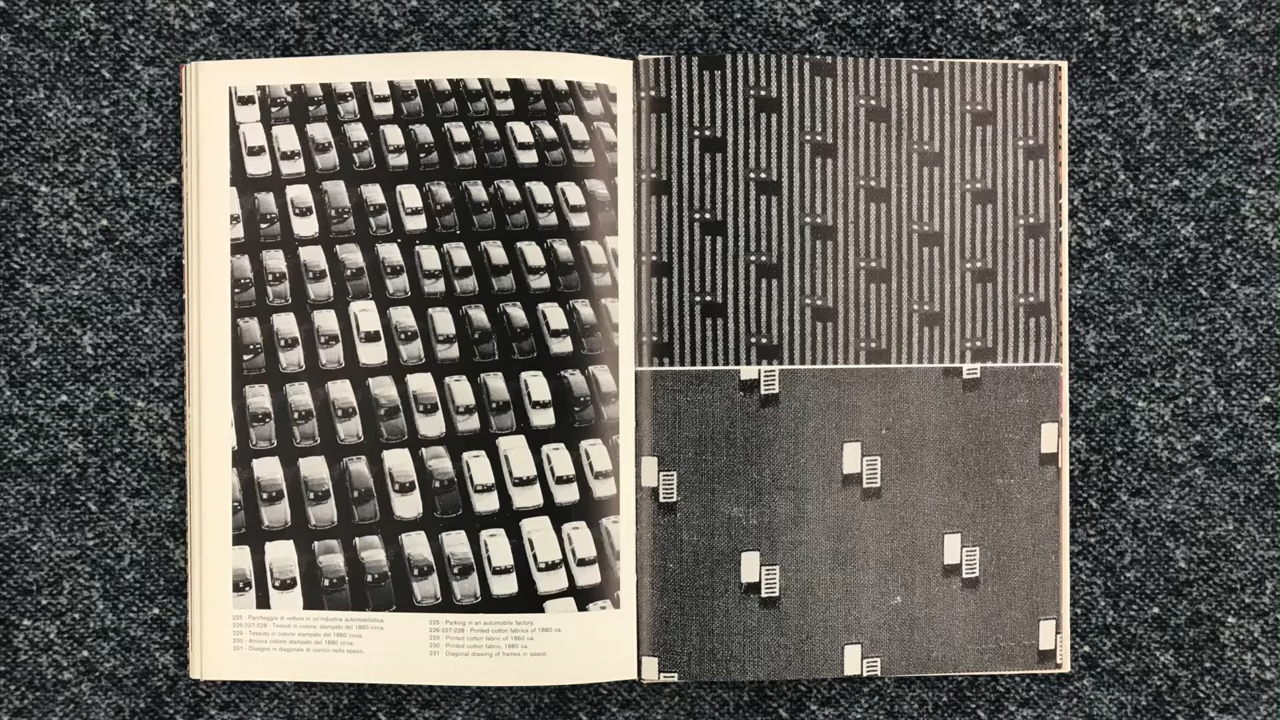 225 - Parcheggio di vetture in un'industria automobilistica.
226-227-228 - Tessuti in cotone stampato del 1880 circa.
229 - Tessuto in cotone stampato del 1860 circa.
230 - Ancora cotone stampato del 1880 circa.
231 - Disegno in diagonale di cornici nello spazio.
225 - Parking in an automobile factory.
226-227-228 - Printed cotton fabrics of 1880 ca.
229 - Printed cotton fabric of 1860 ca.
230 - Printed cotton fabric, 1880 ca.
231 - Diagonal drawing of frames in space.